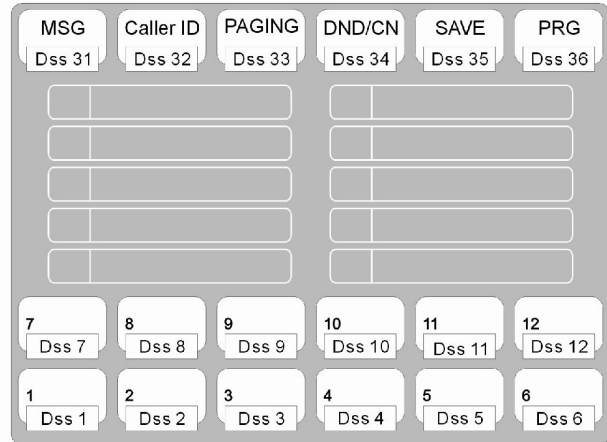 MSG Caller ID PAGING DND/CN SAVE PRG
Dss 31 Dss 32 Dss 33 Dss 34 Dss 35 Dss 36
7 8 9 10 11 12
Dss 7 Dss 8 Dss 9 Dss 10 Dss 11 Dss 12
1 2 3 4 5 6
Dss 1 Dss 2 Dss 3 Dss 4 Dss 5 Dss 6